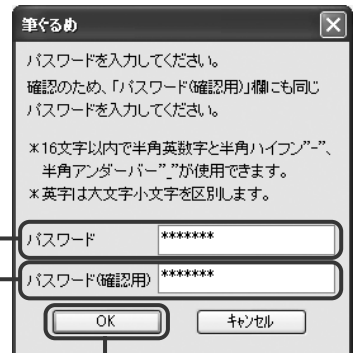 筆ぐるめ
パスワードを入力してください。
確認のため、「パスワード(確認用)」欄にも同じ
パスワードを入力してください。
*16文字以内で半角英数字と半角ハイフン"-"、
半角アンダーバー"_"が使用できます。
*英字は大文字小文字を区別します。
パスワード *******
パスワード(確認用) *******
OK キャンセル